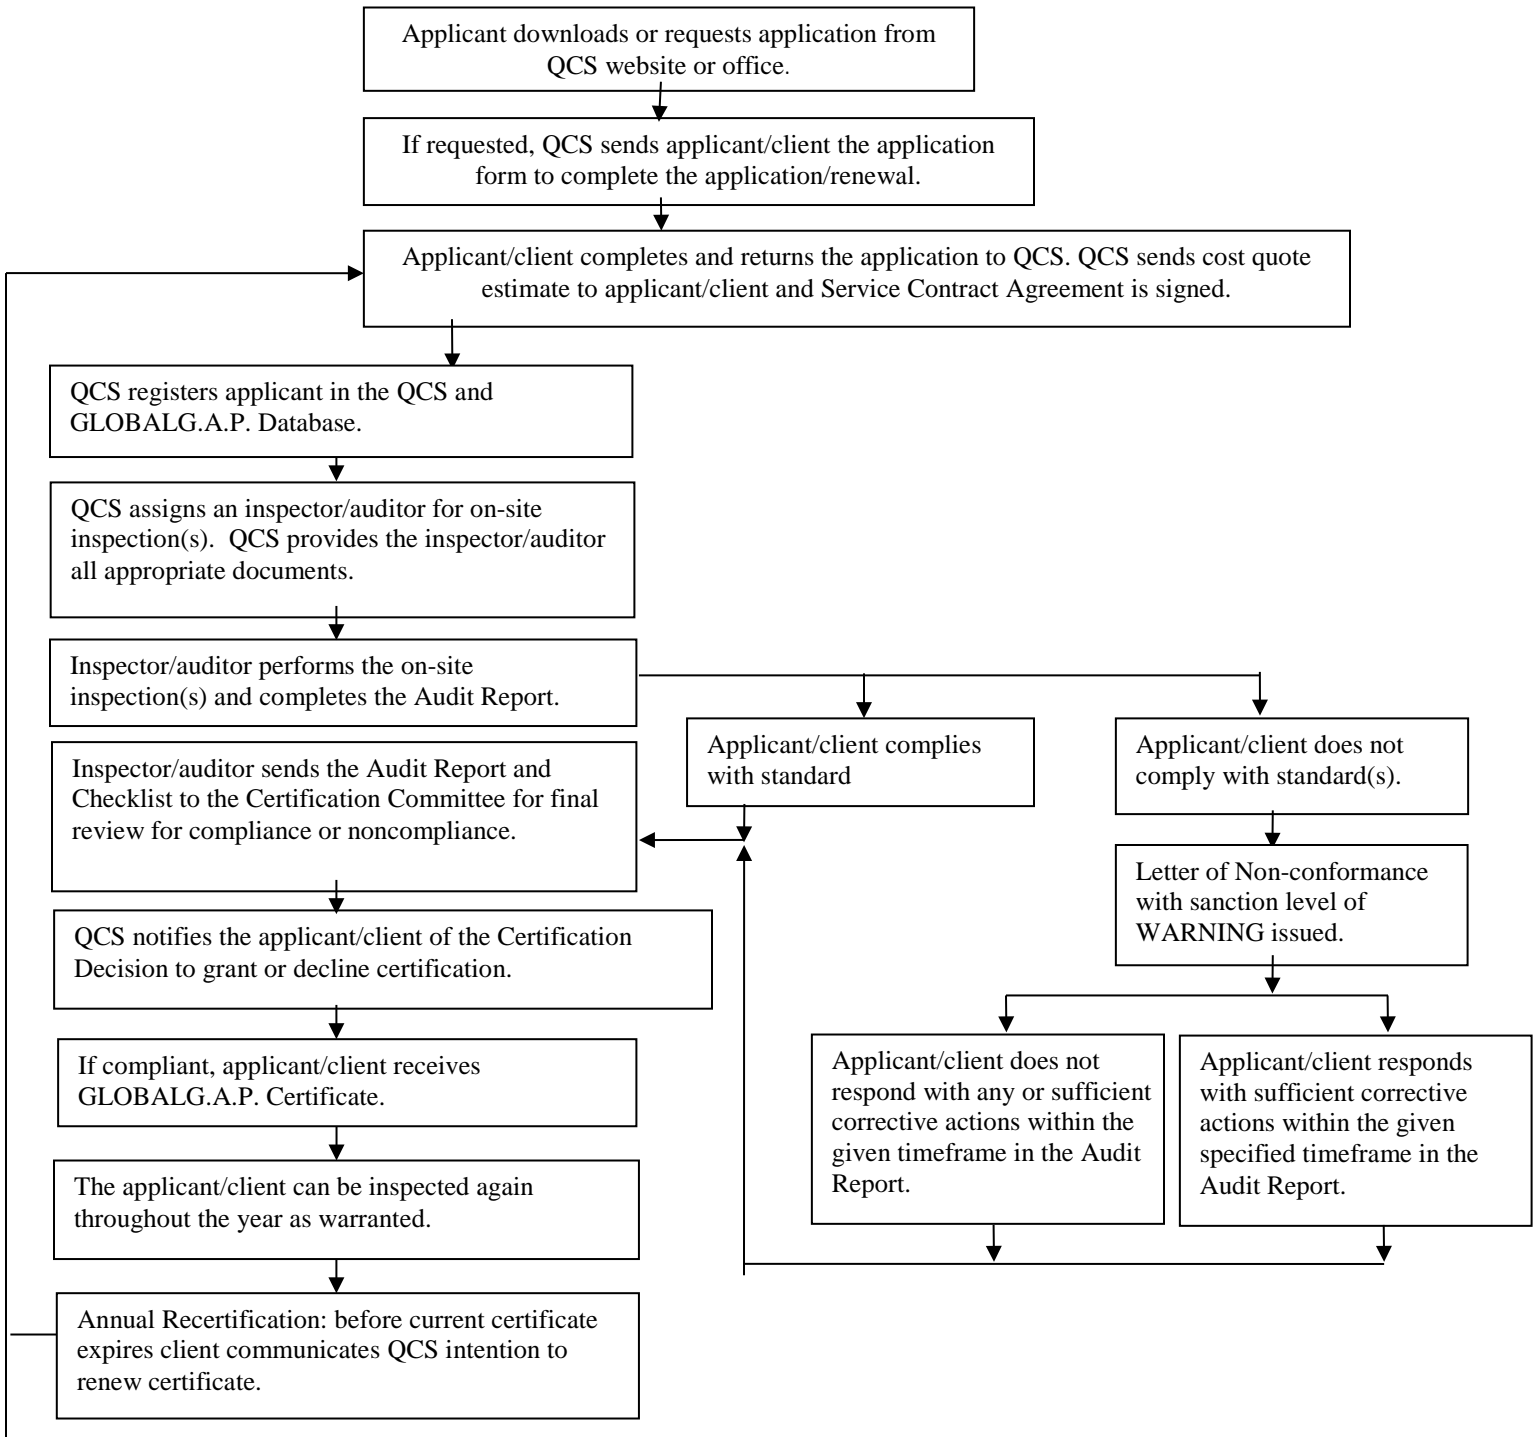 Applicant downloads or requests application from
QCS website or office.
If requested, QCS sends applicant/client the application
form to complete the application/renewal.
Applicant/client completes and returns the application to QCS. QCS sends cost quote
estimate to applicant/client and Service Contract Agreement is signed.
QCS registers applicant in the QCS and
GLOBALG.A.P. Database.
QCS assigns an inspector/auditor for on-site
inspection(s).  QCS provides the inspector/auditor
all appropriate documents.
Inspector/auditor performs the on-site
inspection(s) and completes the Audit Report.
Applicant/client complies
with standard
Applicant/client does not
comply with standard(s).
Inspector/auditor sends the Audit Report and
Checklist to the Certification Committee for final
review for compliance or noncompliance.
Letter of Non-conformance
with sanction level of
WARNING issued.
QCS notifies the applicant/client of the Certification
Decision to grant or decline certification.
If compliant, applicant/client receives
GLOBALG.A.P. Certificate.
Applicant/client does not
respond with any or sufficient
corrective actions within the
given timeframe in the Audit
Report.
Applicant/client responds
with sufficient corrective
actions within the given
specified timeframe in the
Audit Report.
The applicant/client can be inspected again
throughout the year as warranted.
Annual Recertification: before current certificate
expires client communicates QCS intention to
renew certificate.